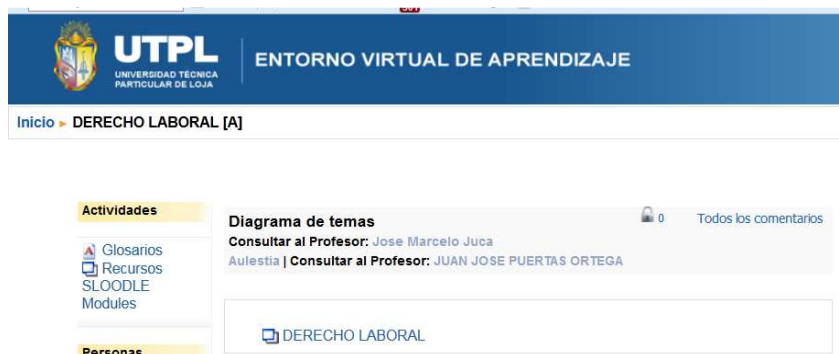 UTPL
UNIVERSIDAD TÉCNICA
PARTICULAR DE LOJA
ENTORNO VIRTUAL DE APRENDIZAJE
Inicio ► DERECHO LABORAL [A]
Actividades
Glosarios
Recursos
SLOODLE
Modules
Personas
Diagrama de temas
0 Todos los comentarios
Consultar al Profesor: Jose Marcelo Juca
Aulestia | Consultar al Profesor: JUAN JOSE PUERTAS ORTEGA
DERECHO LABORAL